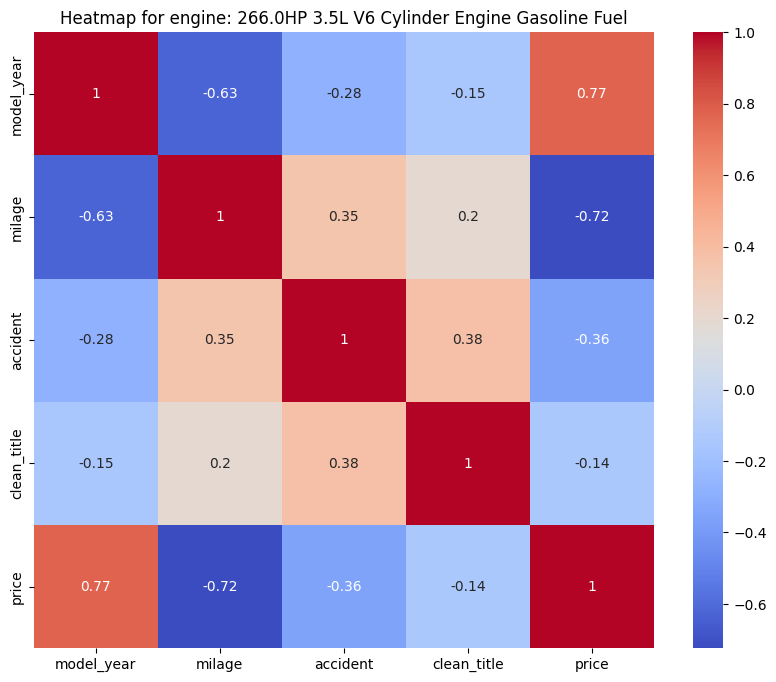 Heatmap for engine: 266.0HP 3.5L V6 Cylinder Engine Gasoline Fuel
model_year 1 -0.63 -0.28 -0.15 0.77
milage -0.63 1 0.35 0.2 -0.72
accident -0.28 0.35 1 0.38 -0.36
clean_title -0.15 0.2 0.38 1 -0.14
price 0.77 -0.72 -0.36 -0.14 1
model_year milage accident clean_title price
1.0
0.8
0.6
0.4
0.2
0.0
−0.2
−0.4
−0.6